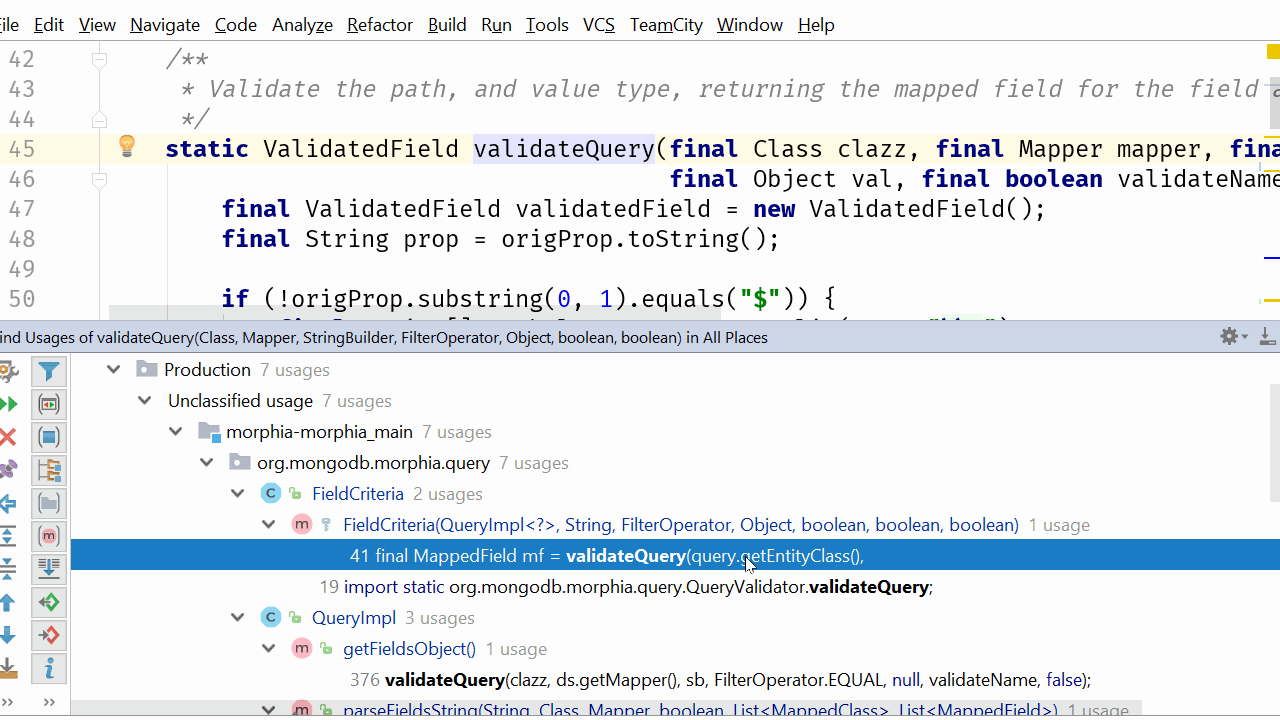 File Edit View Navigate Code Analyze Refactor Build Run Tools VCS TeamCity Window Help
42 /**
43 * Validate the path, and value type, returning the mapped field for the field a
44 */
45 static ValidatedField validateQuery(final Class clazz, final Mapper mapper, fina
46 final Object val, final boolean validateName
47 final ValidatedField validatedField = new ValidatedField();
48 final String prop = origProp.toString();
49
50 if (!origProp.substring(0, 1).equals("$")) {
ind Usages of validateQuery(Class, Mapper, StringBuilder, FilterOperator, Object, boolean, boolean) in All Places
Production 7 usages
Unclassified usage 7 usages
morphia-morphia_main 7 usages
org.mongodb.morphia.query 7 usages
FieldCriteria 2 usages
FieldCriteria(QueryImpl<?>, String, FilterOperator, Object, boolean, boolean, boolean) 1 usage
41 final MappedField mf = validateQuery(query.getEntityClass(),
19 import static org.mongodb.morphia.query.QueryValidator.validateQuery;
QueryImpl 3 usages
getFieldsObject() 1 usage
376 validateQuery(clazz, ds.getMapper(), sb, FilterOperator.EQUAL, null, validateName, false);
parseFieldsString(String, Class, Mapper, boolean, List<MappedClass>, List<MappedField>) 1 usage